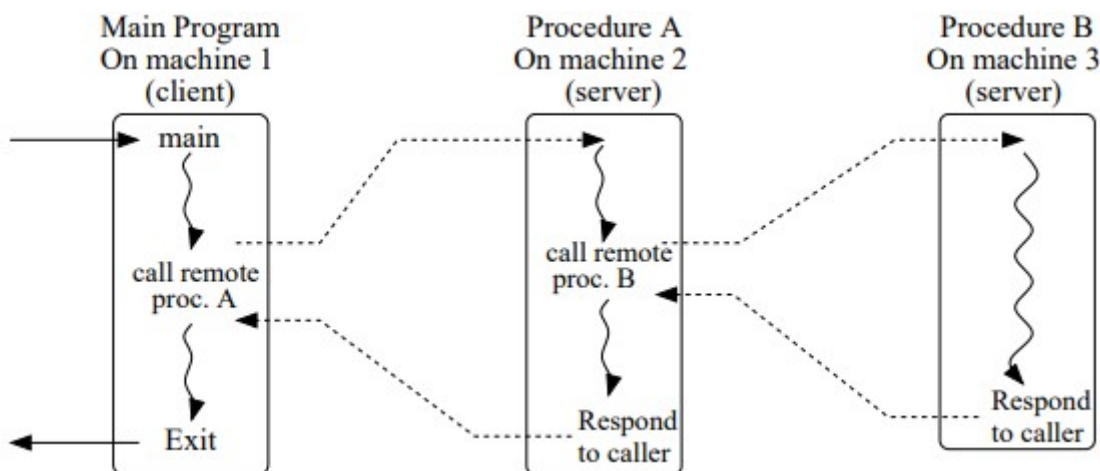 Main Program
On machine 1
(client)
main
call remote
proc. A
Exit
Procedure A
On machine 2
(server)
call remote
proc. B
Respond
to caller
Procedure B
On machine 3
(server)
Respond
to caller